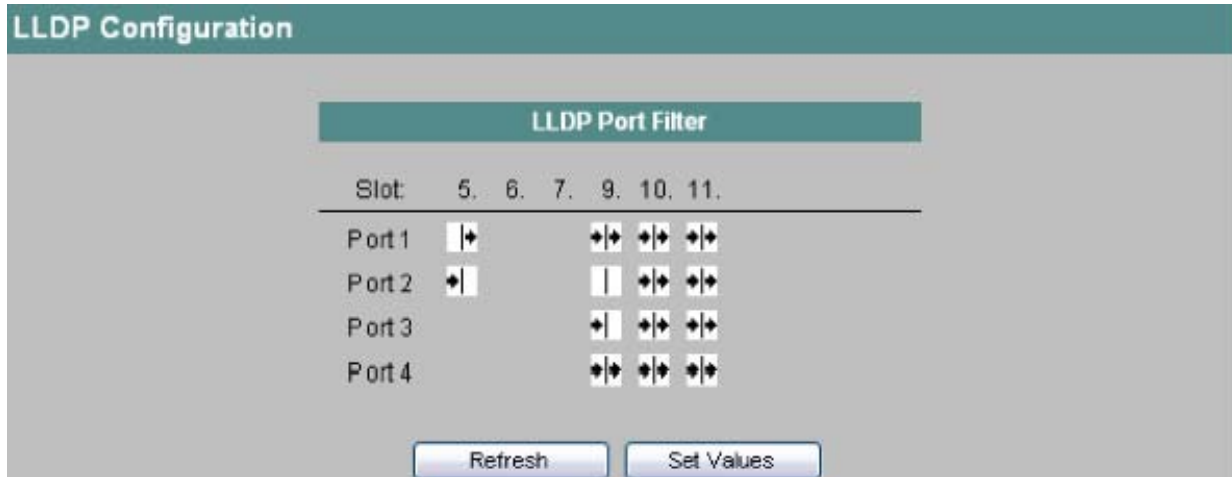 LLDP Configuration
LLDP Port Filter
Slot: 5. 6. 7. 9. 10. 11.
Port 1
Port 2
Port 3
Port 4
Refresh Set Values